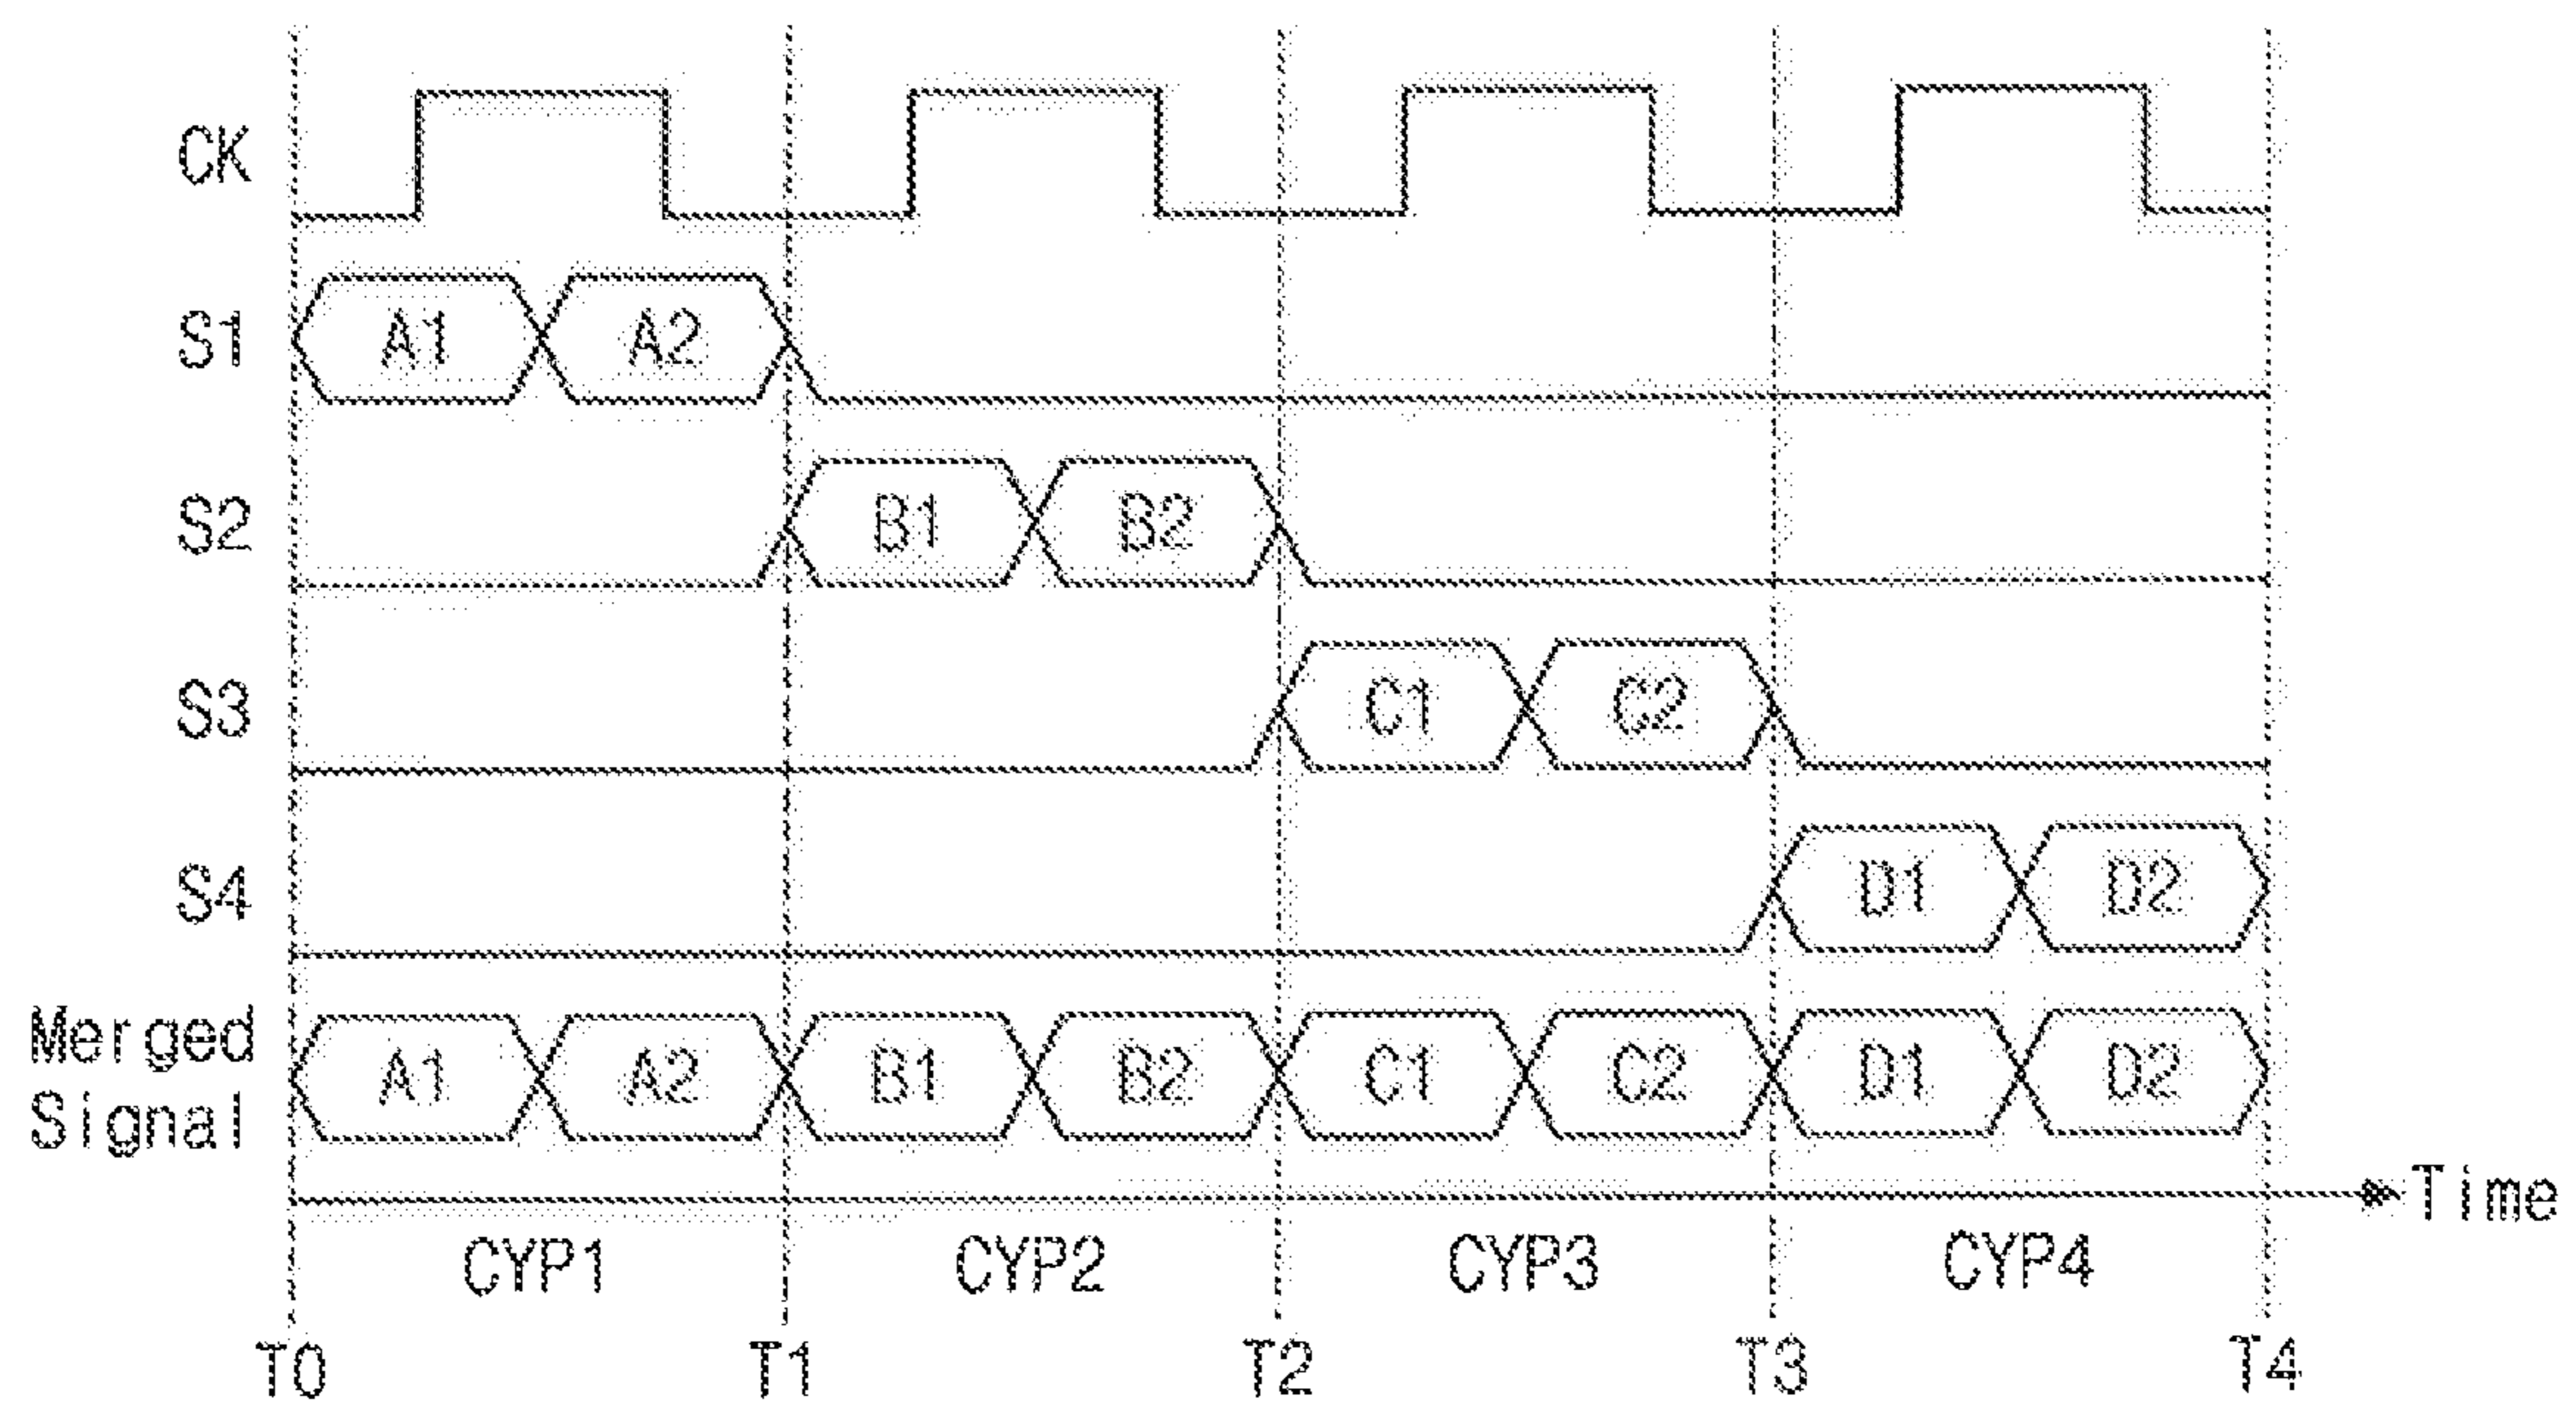 CK
S1 A1 A2
S2 B1 B2
S3 C1 C2
S4 D1 D2
Merged
Signal
A1 A2 B1 B2 C1 C2 D1 D2
Time
CYP1 CYP2 CYP3 CYP4
T0 T1 T2 T3 T4